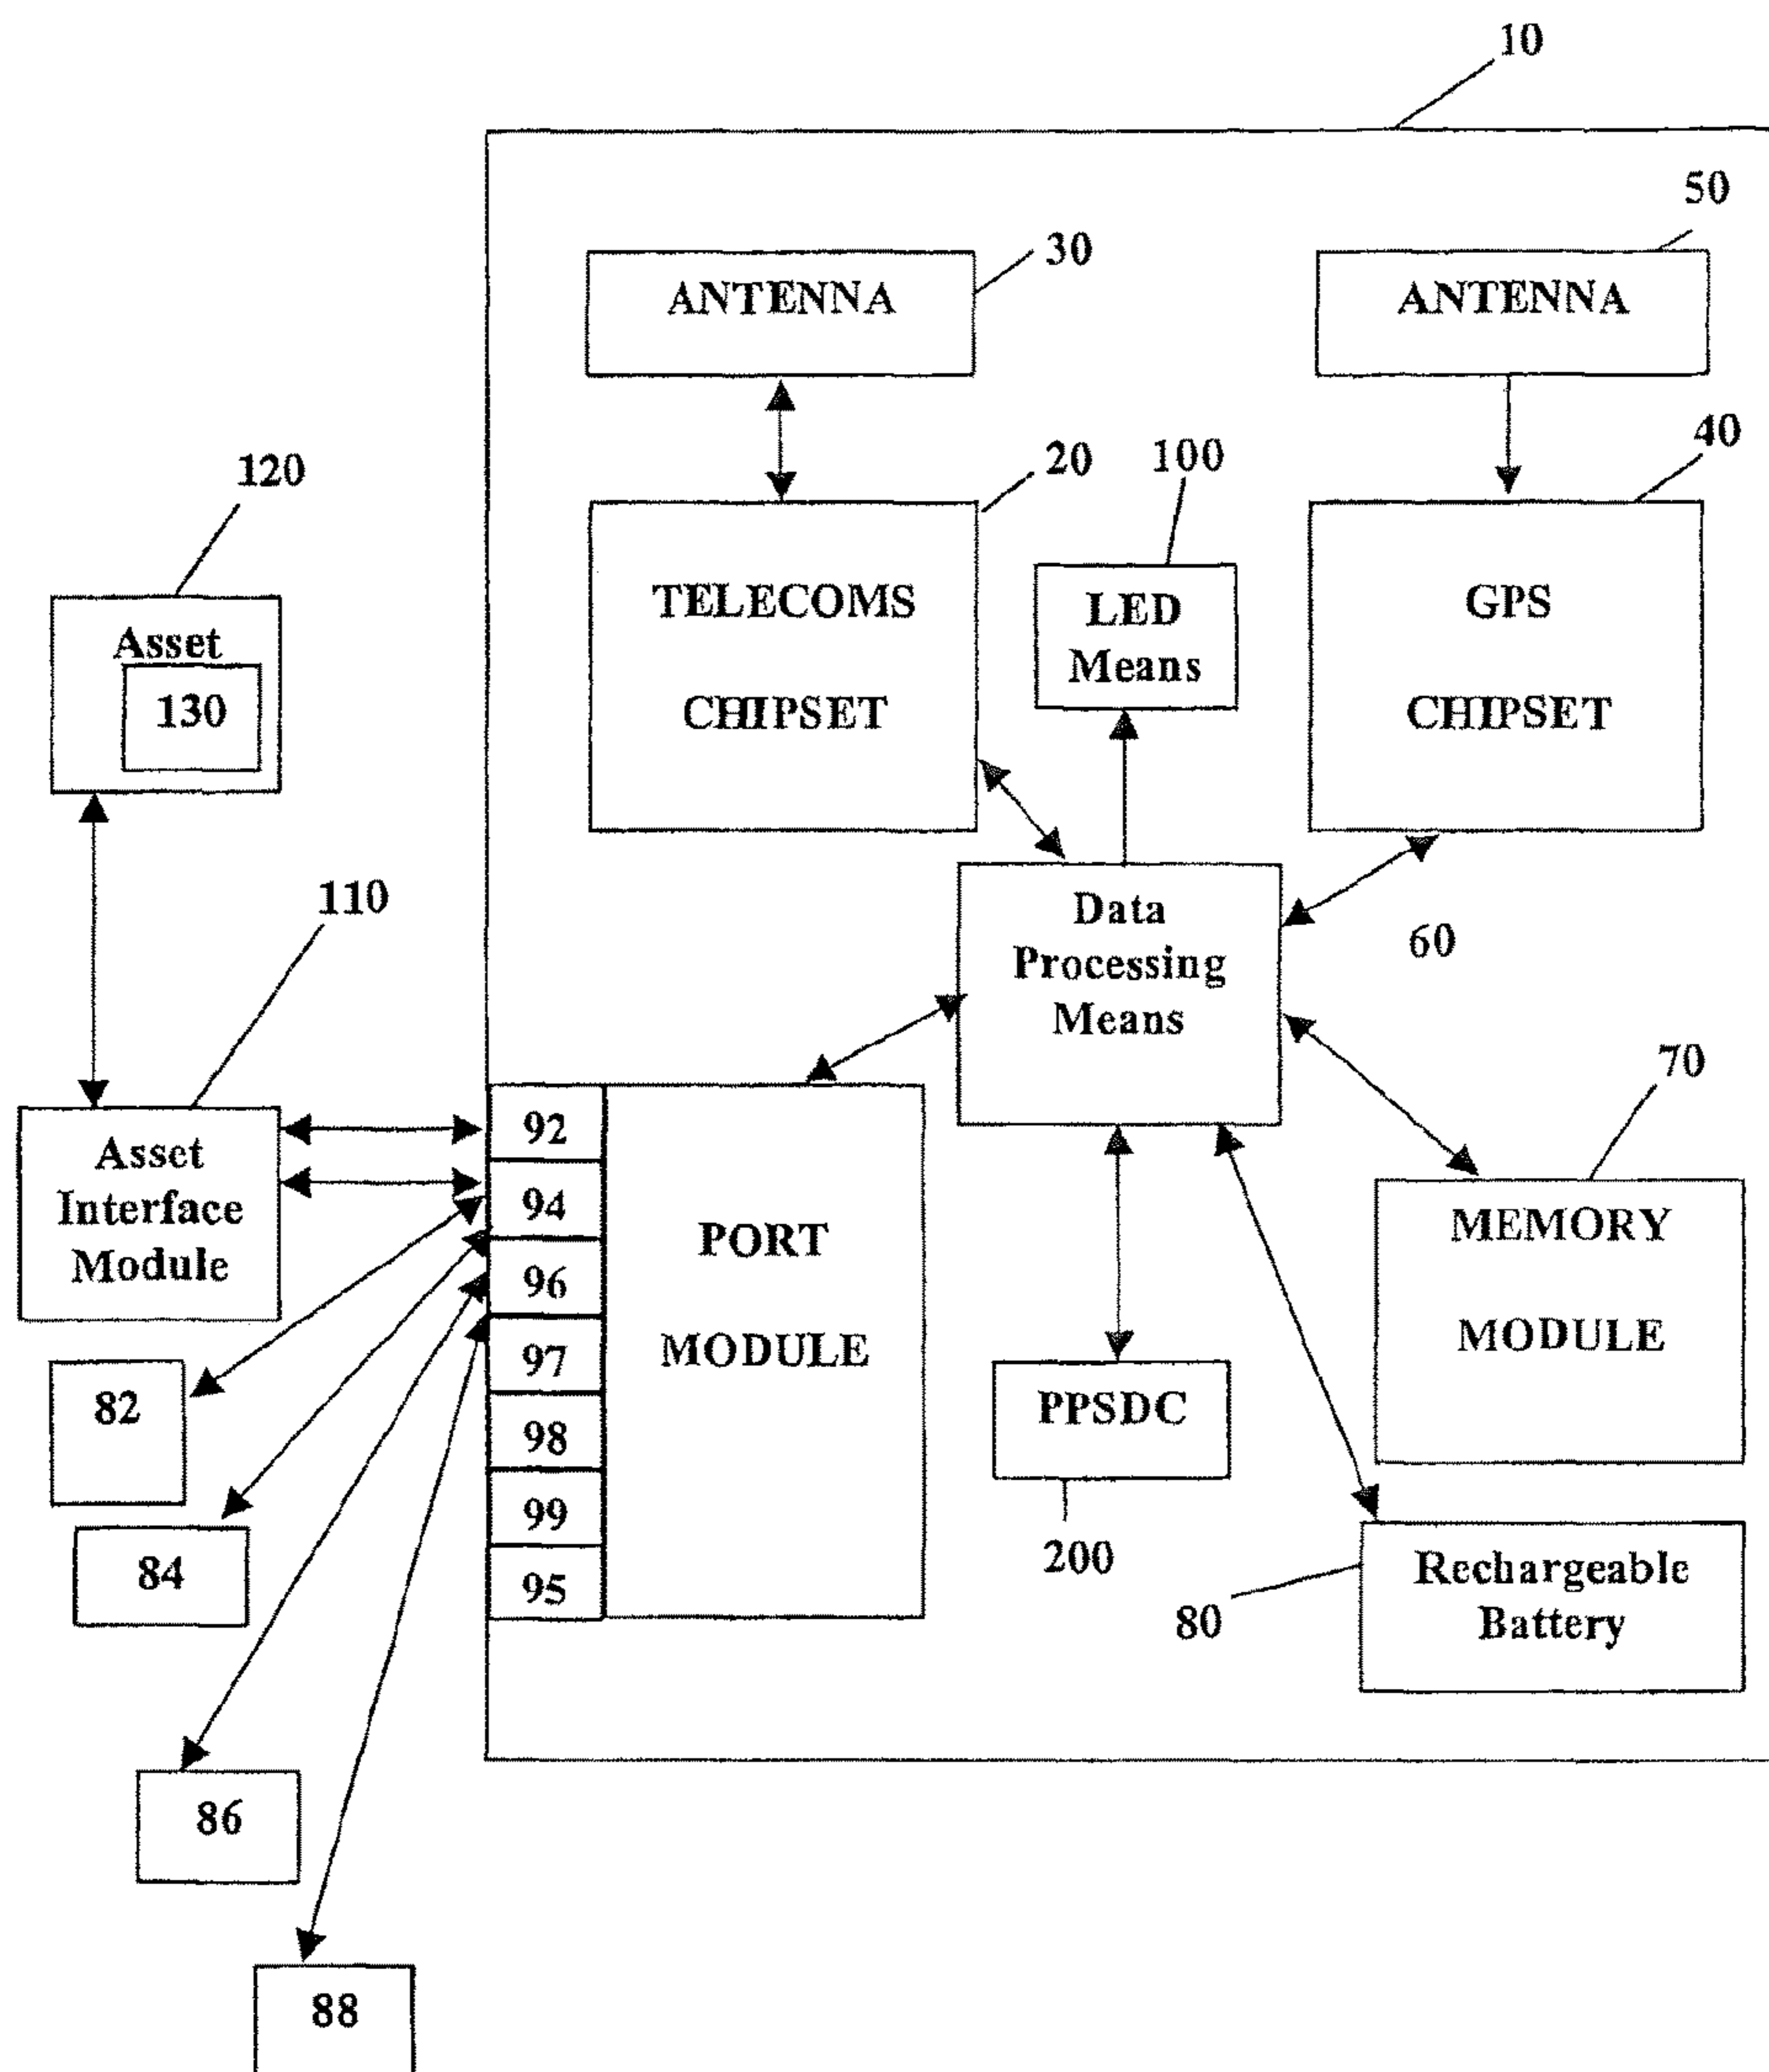 10
50
30
ANTENNA
ANTENNA
40
20
100
120
TELECOMS
CHIPSET
LED
Means
GPS
CHIPSET
Asset
130
110
Data
Processing
Means
60
70
Asset
Interface
Module
92
94
96
97
98
99
95
PORT
MODULE
MEMORY
MODULE
82
PPSDC
84
200
80
Rechargeable
Battery
86
88